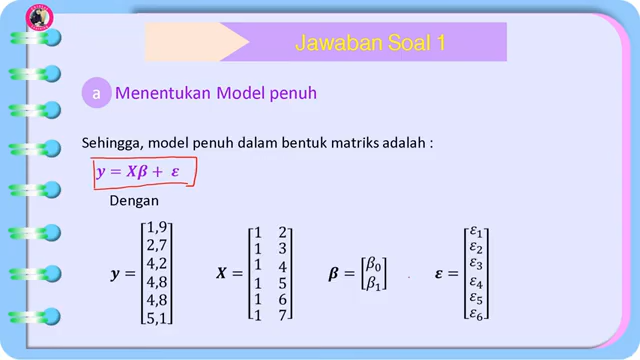 Jawaban Soal 1
a Menentukan Model penuh
Sehingga, model penuh dalam bentuk matriks adalah :
y = Xβ + ε
Dengan
y = [1,9 2,7 4,2 4,8 4,8 5,1] X = [1 2 1 3 1 4 1 5 1 6 1 7] β = [β0 β1] . ε = [ε1 ε2 ε3 ε4 ε5 ε6]